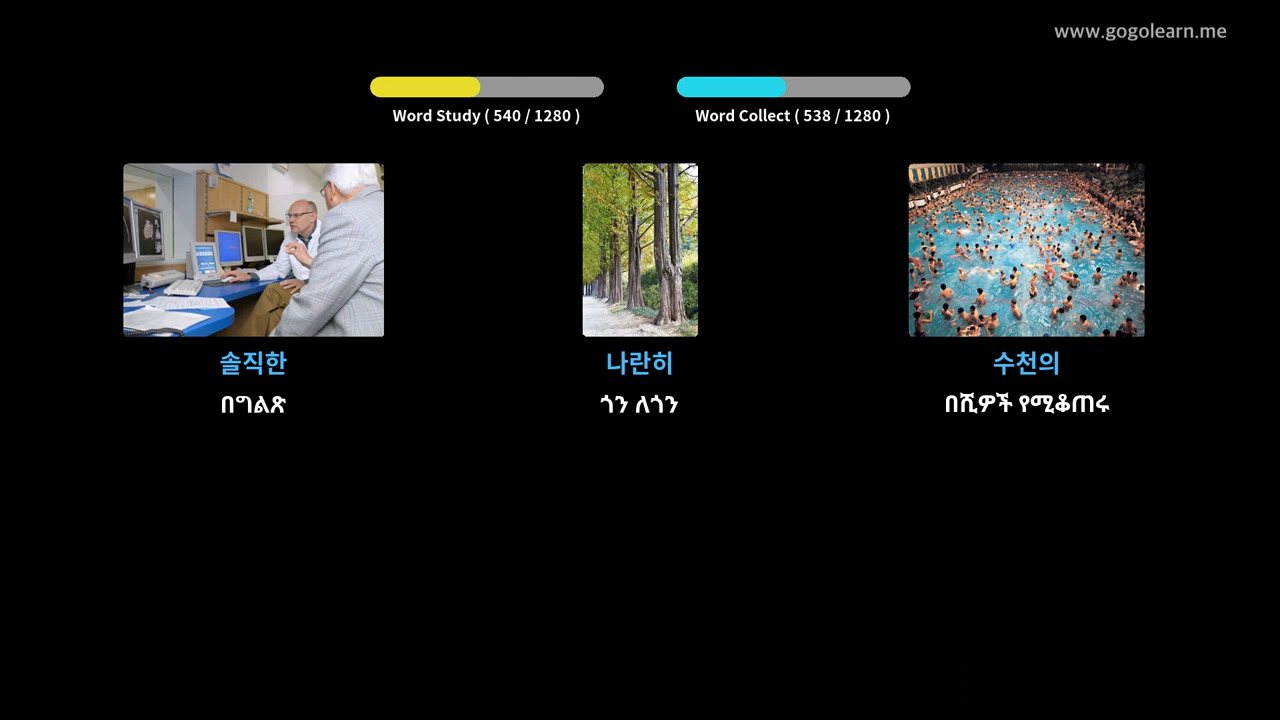 www.gogolearn.me
Word Study ( 540 / 1280 )
Word Collect ( 538 / 1280 )
솔직한
나란히
수천의
በግልጽ
ጎን ለጎን
በሺዎች የሚቆጠሩ